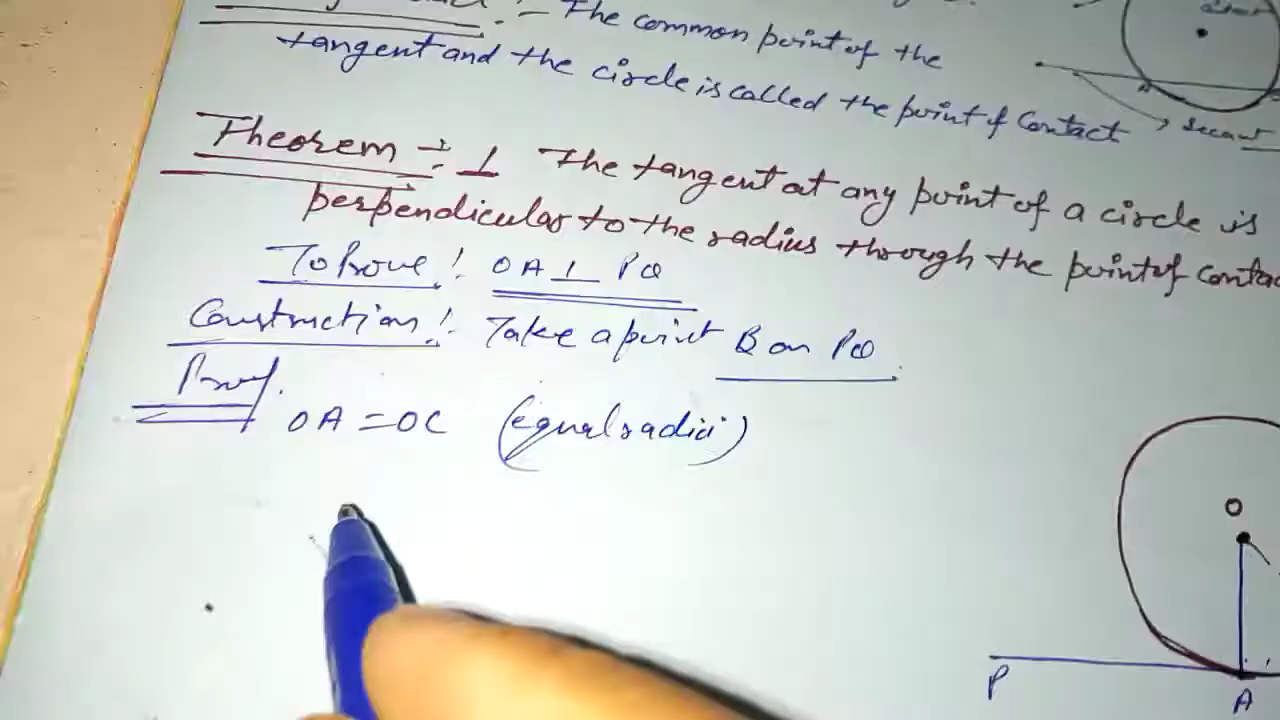 :- The common point of the
tangent and the circle is called the point of Contact
secant
Theorem :- 1 The tangent at any point of a circle is
perpendicular to the radius through the point of Contac
To Prove! OA ⊥ PQ
Construction! Take a point B on PQ.
Proof.
OA = OC (equal radii)
O
P
A